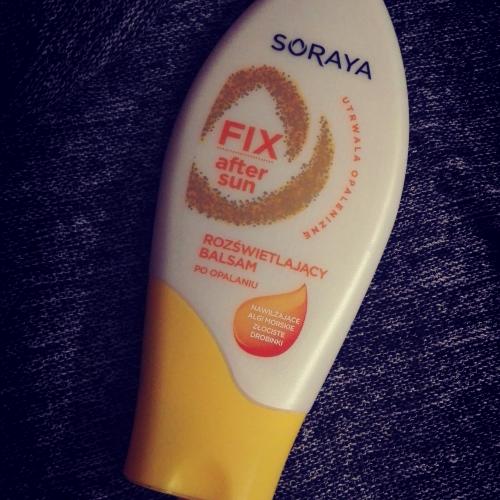 SORAYA
FIX
after
sun
UTRWALA OPALENIZNĘ
ROZŚWIETLAJĄCY
BALSAM
PO OPALANIU
NAWILŻAJĄCE
ALGI MORSKIE
ZŁOCISTE
DROBINKI